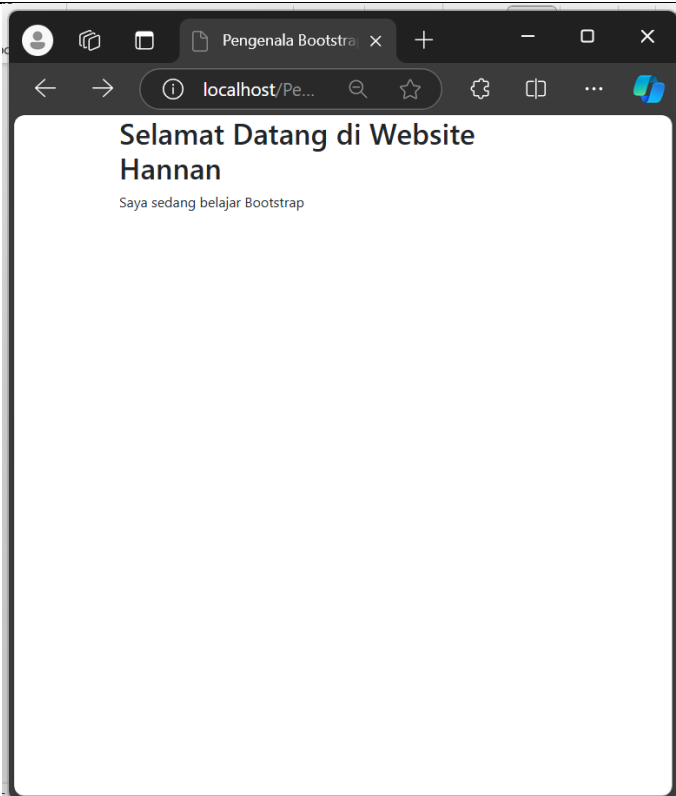 Pengenala Bootstra
localhost/Pe...
Selamat Datang di Website
Hannan
Saya sedang belajar Bootstrap